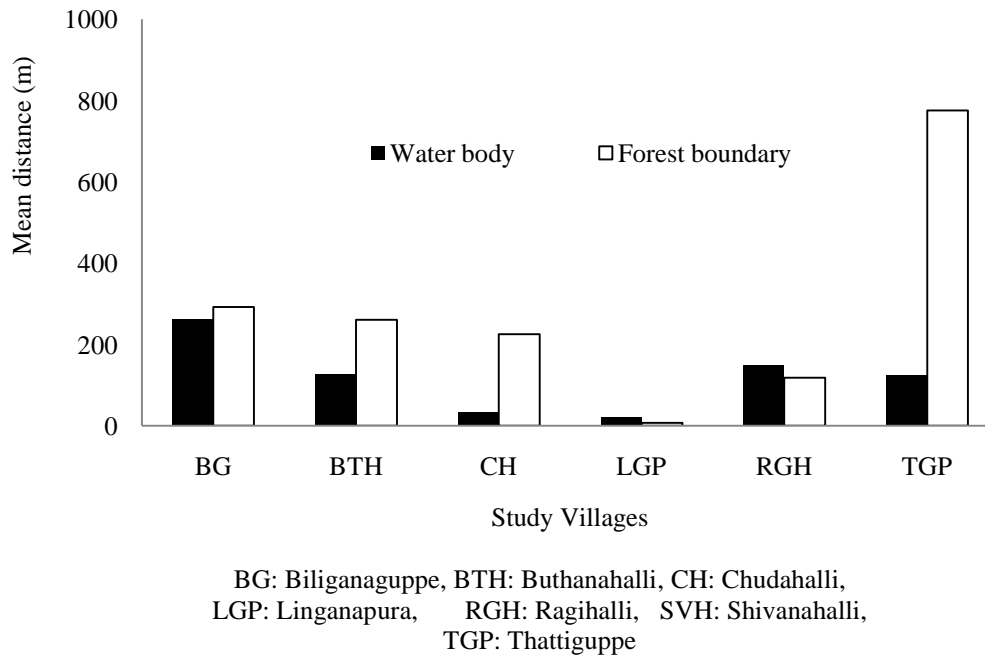 1000
800
600
400
200
0
Mean distance (m)
Water body
Forest boundary
BG
BTH
CH
LGP
RGH
TGP
Study Villages
BG: Biliganaguppe, BTH: Buthanahalli, CH: Chudahalli,
LGP: Linganapura, RGH: Ragihalli, SVH: Shivanahalli,
TGP: Thattiguppe